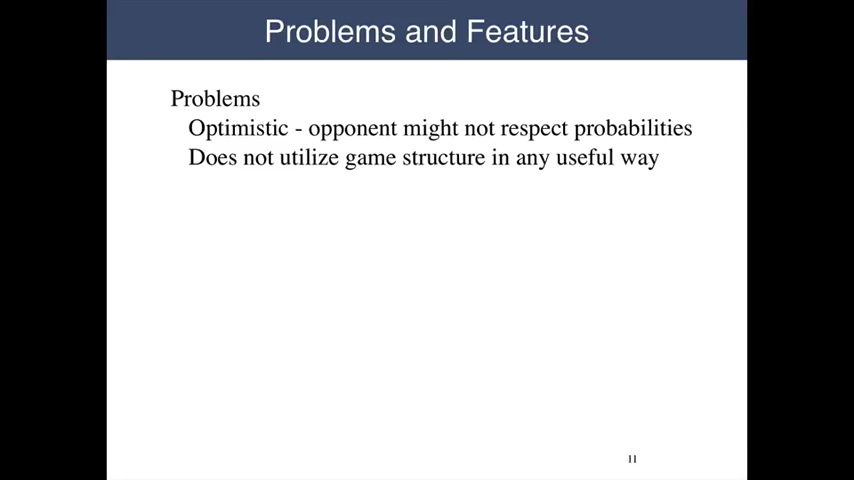 Problems and Features
Problems
Optimistic - opponent might not respect probabilities
Does not utilize game structure in any useful way
11